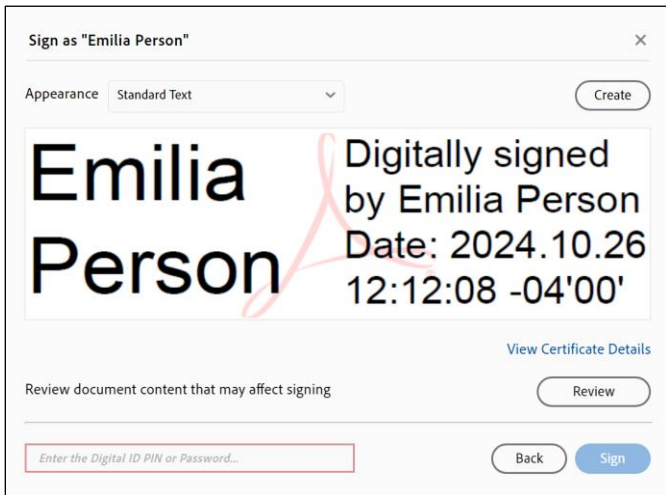 Sign as "Emilia Person"
Appearance Standard Text Create
Emilia
Person
Digitally signed
by Emilia Person
Date: 2024.10.26
12:12:08 -04'00'
View Certificate Details
Review document content that may affect signing Review
Enter the Digital ID PIN or Password... Back Sign